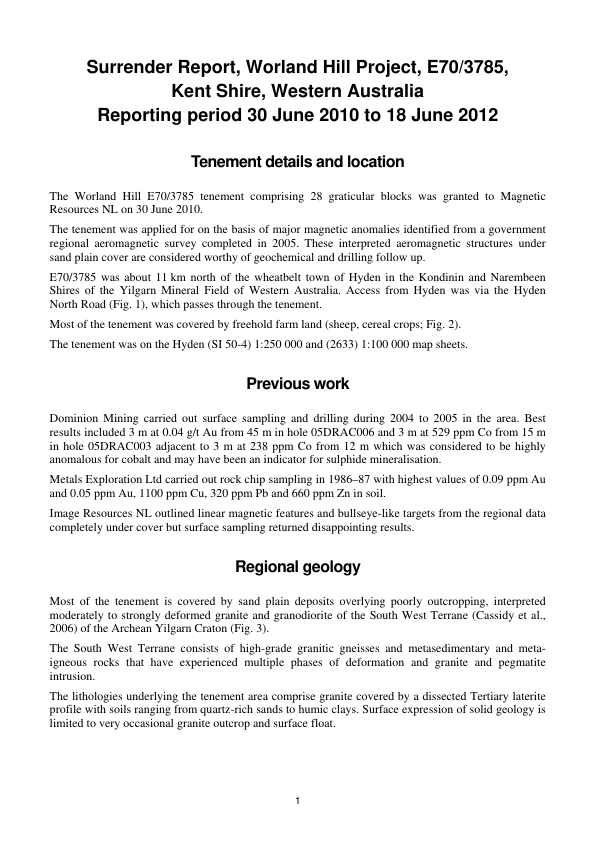 Surrender Report, Worland Hill Project, E70/3785,
Kent Shire, Western Australia
Reporting period 30 June 2010 to 18 June 2012
Tenement details and location
The Worland Hill E70/3785 tenement comprising 28 graticular blocks was granted to Magnetic
Resources NL on 30 June 2010.
The tenement was applied for on the basis of major magnetic anomalies identified from a government
regional aeromagnetic survey completed in 2005. These interpreted aeromagnetic structures under
sand plain cover are considered worthy of geochemical and drilling follow up.
E70/3785 was about 11 km north of the wheatbelt town of Hyden in the Kondinin and Narembeen
Shires of the Yilgarn Mineral Field of Western Australia. Access from Hyden was via the Hyden
North Road (Fig. 1), which passes through the tenement.
Most of the tenement was covered by freehold farm land (sheep, cereal crops; Fig. 2).
The tenement was on the Hyden (SI 50-4) 1:250 000 and (2633) 1:100 000 map sheets.
Previous work
Dominion Mining carried out surface sampling and drilling during 2004 to 2005 in the area. Best
results included 3 m at 0.04 g/t Au from 45 m in hole 05DRAC006 and 3 m at 529 ppm Co from 15 m
in hole 05DRAC003 adjacent to 3 m at 238 ppm Co from 12 m which was considered to be highly
anomalous for cobalt and may have been an indicator for sulphide mineralisation.
Metals Exploration Ltd carried out rock chip sampling in 1986–87 with highest values of 0.09 ppm Au
and 0.05 ppm Au, 1100 ppm Cu, 320 ppm Pb and 660 ppm Zn in soil.
Image Resources NL outlined linear magnetic features and bullseye-like targets from the regional data
completely under cover but surface sampling returned disappointing results.
Regional geology
Most of the tenement is covered by sand plain deposits overlying poorly outcropping, interpreted
moderately to strongly deformed granite and granodiorite of the South West Terrane (Cassidy et al.,
2006) of the Archean Yilgarn Craton (Fig. 3).
The South West Terrane consists of high-grade granitic gneisses and metasedimentary and meta-
igneous rocks that have experienced multiple phases of deformation and granite and pegmatite
intrusion.
The lithologies underlying the tenement area comprise granite covered by a dissected Tertiary laterite
profile with soils ranging from quartz-rich sands to humic clays. Surface expression of solid geology is
limited to very occasional granite outcrop and surface float.
1